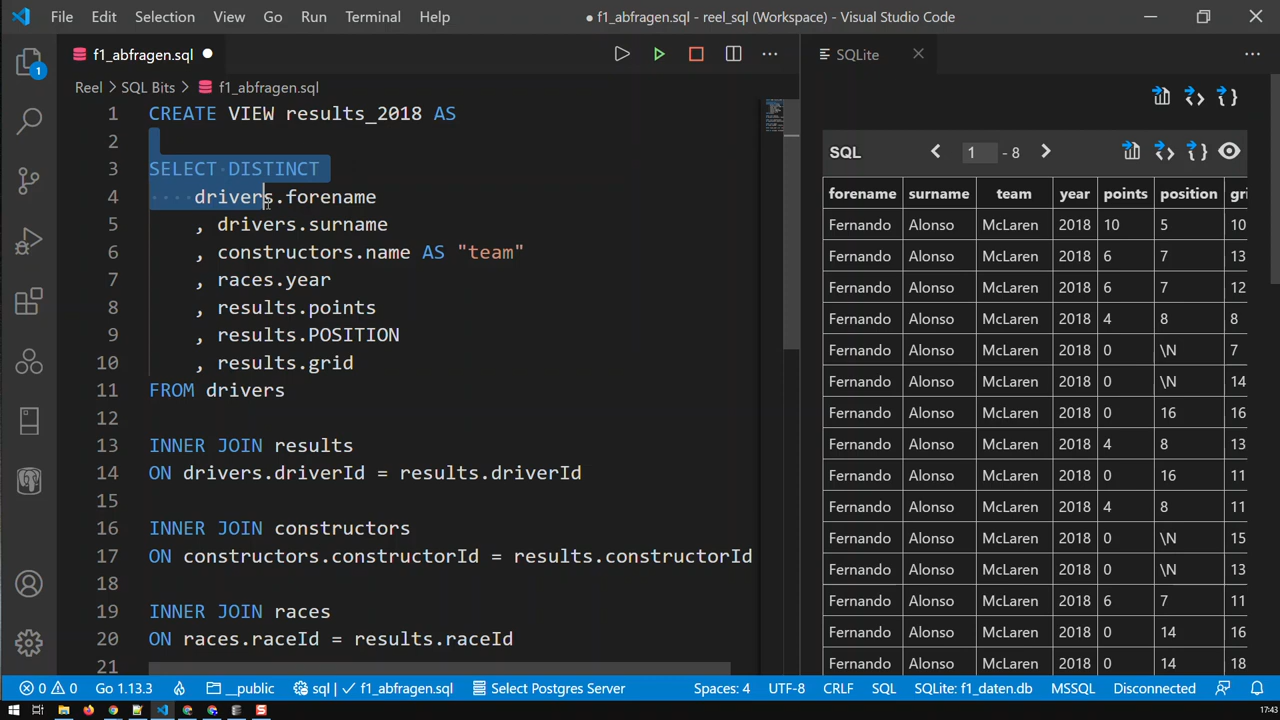 File Edit Selection View Go Run Terminal Help
● f1_abfragen.sql - reel_sql (Workspace) - Visual Studio Code
1
f1_abfragen.sql ●
Reel > SQL Bits > f1_abfragen.sql
1 CREATE VIEW results_2018 AS
2
3 SELECT DISTINCT
4 drivers.forename
5 , drivers.surname
6 , constructors.name AS "team"
7 , races.year
8 , results.points
9 , results.POSITION
10 , results.grid
11 FROM drivers
12
13 INNER JOIN results
14 ON drivers.driverId = results.driverId
15
16 INNER JOIN constructors
17 ON constructors.constructorId = results.constructorId
18
19 INNER JOIN races
20 ON races.raceId = results.raceId
21
SQLite
SQL 1 - 8
forename surname team year points position gri
Fernando Alonso McLaren 2018 10 5 10
Fernando Alonso McLaren 2018 6 7 13
Fernando Alonso McLaren 2018 6 7 12
Fernando Alonso McLaren 2018 4 8 8
Fernando Alonso McLaren 2018 0 \N 7
Fernando Alonso McLaren 2018 0 \N 14
Fernando Alonso McLaren 2018 0 16 16
Fernando Alonso McLaren 2018 4 8 13
Fernando Alonso McLaren 2018 0 16 11
Fernando Alonso McLaren 2018 4 8 11
Fernando Alonso McLaren 2018 0 \N 15
Fernando Alonso McLaren 2018 0 \N 13
Fernando Alonso McLaren 2018 6 7 11
Fernando Alonso McLaren 2018 0 14 16
Fernando Alonso McLaren 2018 0 14 18
0 0 Go 1.13.3 __public sql | ✓ f1_abfragen.sql Select Postgres Server Spaces: 4 UTF-8 CRLF SQL SQLite: f1_daten.db MSSQL Disconnected
17:43